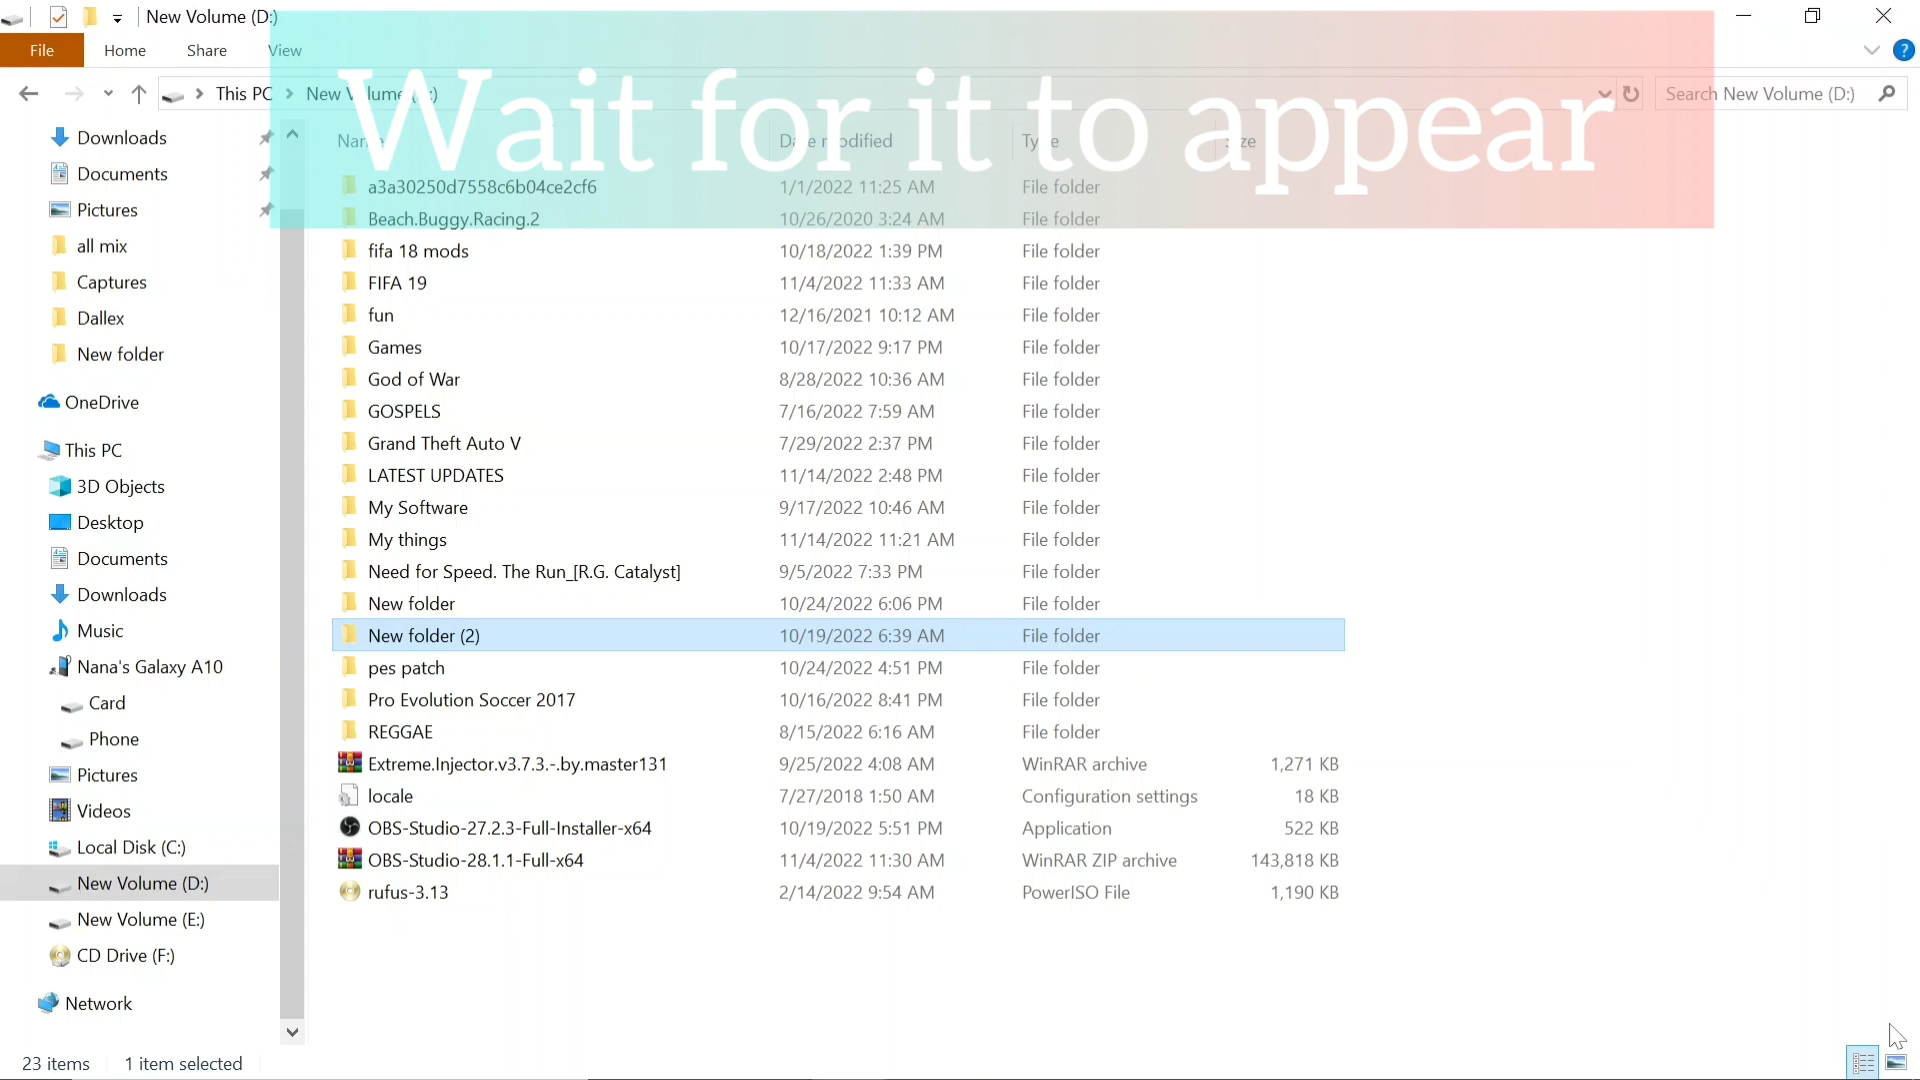 New Volume (D:)
File Home Share View
This PC New Volume (D:) Search New Volume (D:)
Wait for it to appear
Name Date modified Type Size
Downloads
Documents
Pictures
all mix
Captures
Dallex
New folder
OneDrive
This PC
3D Objects
Desktop
Documents
Downloads
Music
Nana's Galaxy A10
Card
Phone
Pictures
Videos
Local Disk (C:)
New Volume (D:)
New Volume (E:)
CD Drive (F:)
Network
a3a30250d7558c6b04ce2cf6 1/1/2022 11:25 AM File folder
Beach.Buggy.Racing.2 10/26/2020 3:24 AM File folder
fifa 18 mods 10/18/2022 1:39 PM File folder
FIFA 19 11/4/2022 11:33 AM File folder
fun 12/16/2021 10:12 AM File folder
Games 10/17/2022 9:17 PM File folder
God of War 8/28/2022 10:36 AM File folder
GOSPELS 7/16/2022 7:59 AM File folder
Grand Theft Auto V 7/29/2022 2:37 PM File folder
LATEST UPDATES 11/14/2022 2:48 PM File folder
My Software 9/17/2022 10:46 AM File folder
My things 11/14/2022 11:21 AM File folder
Need for Speed. The Run_[R.G. Catalyst] 9/5/2022 7:33 PM File folder
New folder 10/24/2022 6:06 PM File folder
New folder (2) 10/19/2022 6:39 AM File folder
pes patch 10/24/2022 4:51 PM File folder
Pro Evolution Soccer 2017 10/16/2022 8:41 PM File folder
REGGAE 8/15/2022 6:16 AM File folder
Extreme.Injector.v3.7.3.-.by.master131 9/25/2022 4:08 AM WinRAR archive 1,271 KB
locale 7/27/2018 1:50 AM Configuration settings 18 KB
OBS-Studio-27.2.3-Full-Installer-x64 10/19/2022 5:51 PM Application 522 KB
OBS-Studio-28.1.1-Full-x64 11/4/2022 11:30 AM WinRAR ZIP archive 143,818 KB
rufus-3.13 2/14/2022 9:54 AM PowerISO File 1,190 KB
23 items 1 item selected